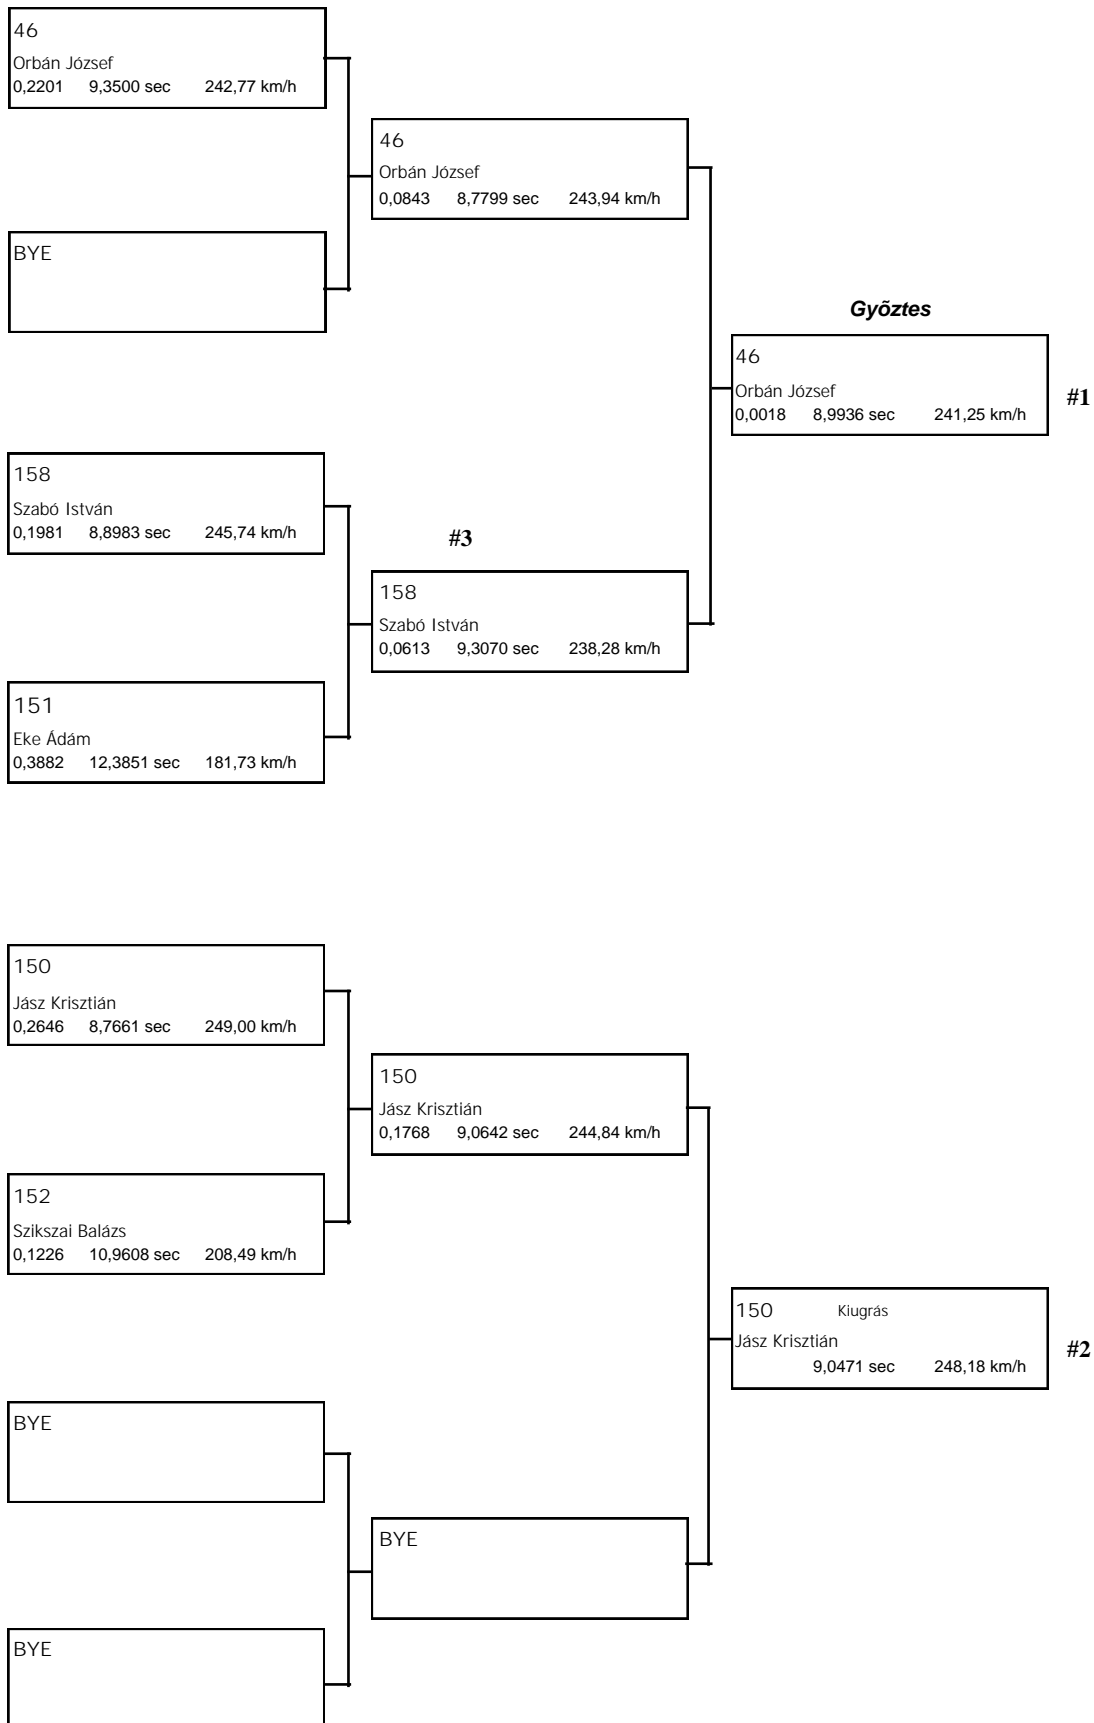 46
Orbán József
0,2201 9,3500 sec 242,77 km/h
BYE
158
Szabó István
0,1981 8,8983 sec 245,74 km/h
151
Eke Ádám
0,3882 12,3851 sec 181,73 km/h
150
Jász Krisztián
0,2646 8,7661 sec 249,00 km/h
152
Szikszai Balázs
0,1226 10,9608 sec 208,49 km/h
BYE
BYE
46
Orbán József
0,0843 8,7799 sec 243,94 km/h
#3
158
Szabó István
0,0613 9,3070 sec 238,28 km/h
150
Jász Krisztián
0,1768 9,0642 sec 244,84 km/h
BYE
Gyõztes
46
Orbán József
0,0018 8,9936 sec 241,25 km/h
#1
150 Kiugrás
Jász Krisztián
9,0471 sec 248,18 km/h
#2